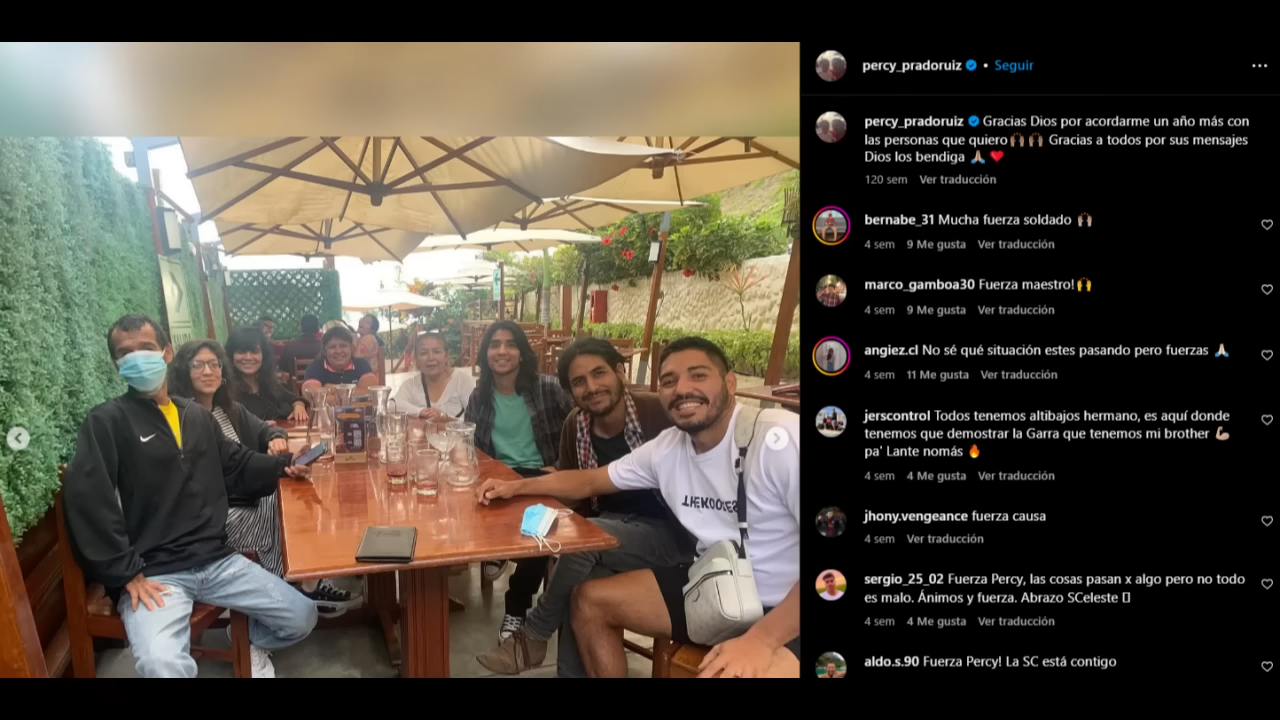 percy_pradoruiz • Seguir
percy_pradoruiz Gracias Dios por acordarme un año más con
las personas que quiero🙌🏾🙌🏾 Gracias a todos por sus mensajes
Dios los bendiga 🙏🏼 ❤️
120 sem Ver traducción
bernabe_31 Mucha fuerza soldado 🙌🏽
4 sem 9 Me gusta Ver traducción
marco_gamboa30 Fuerza maestro!🙌
4 sem 9 Me gusta Ver traducción
angiez.cl No sé qué situación estes pasando pero fuerzas 🙏🏻
4 sem 11 Me gusta Ver traducción
jerscontrol Todos tenemos altibajos hermano, es aquí donde
tenemos que demostrar la Garra que tenemos mi brother 💪🏼
pa' Lante nomás 🔥
4 sem 4 Me gusta Ver traducción
jhony.vengeance fuerza causa
4 sem Ver traducción
sergio_25_02 Fuerza Percy, las cosas pasan x algo pero no todo
es malo. Ánimos y fuerza. Abrazo SCeleste
4 sem 4 Me gusta Ver traducción
aldo.s.90 Fuerza Percy! La SC está contigo
THEKOOPLES